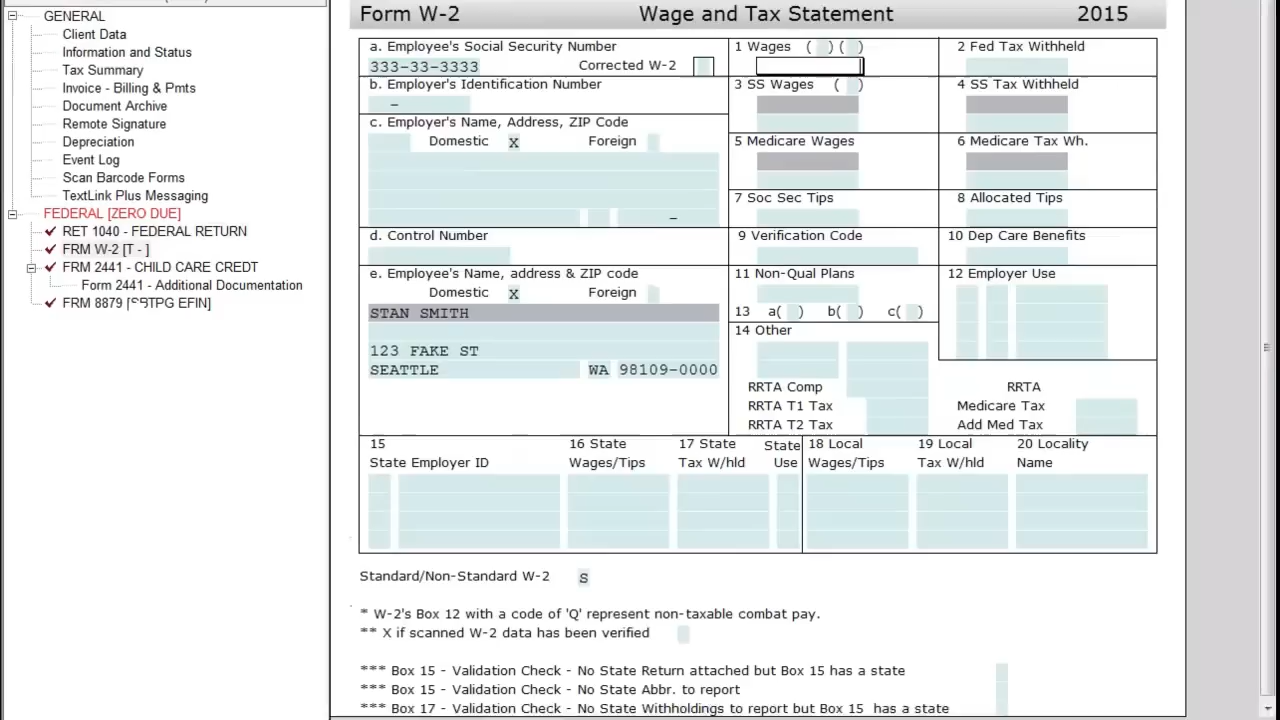 GENERAL
Client Data
Information and Status
Tax Summary
Invoice - Billing & Pmts
Document Archive
Remote Signature
Depreciation
Event Log
Scan Barcode Forms
TextLink Plus Messaging
FEDERAL [ZERO DUE]
RET 1040 - FEDERAL RETURN
FRM W-2 [T - ]
FRM 2441 - CHILD CARE CREDT
Form 2441 - Additional Documentation
FRM 8879 [S9TPG EFIN]
Form W-2 Wage and Tax Statement 2015
a. Employee's Social Security Number
333-33-3333 Corrected W-2
b. Employer's Identification Number
-
c. Employer's Name, Address, ZIP Code
Domestic X Foreign
-
d. Control Number
e. Employee's Name, address & ZIP code
Domestic X Foreign
STAN SMITH
123 FAKE ST
SEATTLE WA 98109-0000
1 Wages ( ) ( ) 2 Fed Tax Withheld
3 SS Wages ( ) 4 SS Tax Withheld
5 Medicare Wages 6 Medicare Tax Wh.
7 Soc Sec Tips 8 Allocated Tips
9 Verification Code 10 Dep Care Benefits
11 Non-Qual Plans 12 Employer Use
13 a( ) b( ) c( )
14 Other
RRTA Comp RRTA
RRTA T1 Tax Medicare Tax
RRTA T2 Tax Add Med Tax
15 16 State 17 State State 18 Local 19 Local 20 Locality
State Employer ID Wages/Tips Tax W/hld Use Wages/Tips Tax W/hld Name
Standard/Non-Standard W-2 S
* W-2's Box 12 with a code of 'Q' represent non-taxable combat pay.
** X if scanned W-2 data has been verified
*** Box 15 - Validation Check - No State Return attached but Box 15 has a state
*** Box 15 - Validation Check - No State Abbr. to report
*** Box 17 - Validation Check - No State Withholdings to report but Box 15 has a state